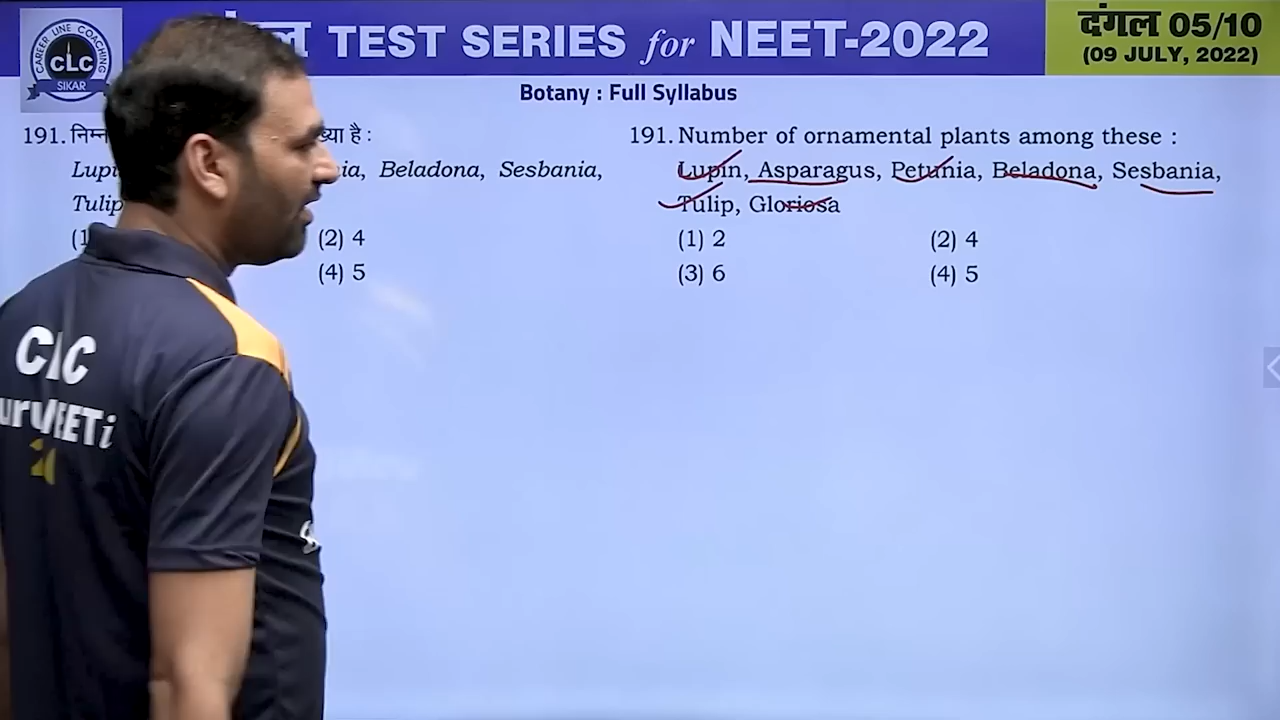 CAREER LINE COACHING
CLC
SIKAR
TEST SERIES for NEET-2022
दंगल 05/10
(09 JULY, 2022)
Botany : Full Syllabus
191.
है :
Beladona, Sesbania,
Tulip
(2) 4
(4) 5
191. Number of ornamental plants among these :
Lupin, Asparagus, Petunia, Beladona, Sesbania,
Tulip, Gloriosa
(1) 2 (2) 4
(3) 6 (4) 5
CLC